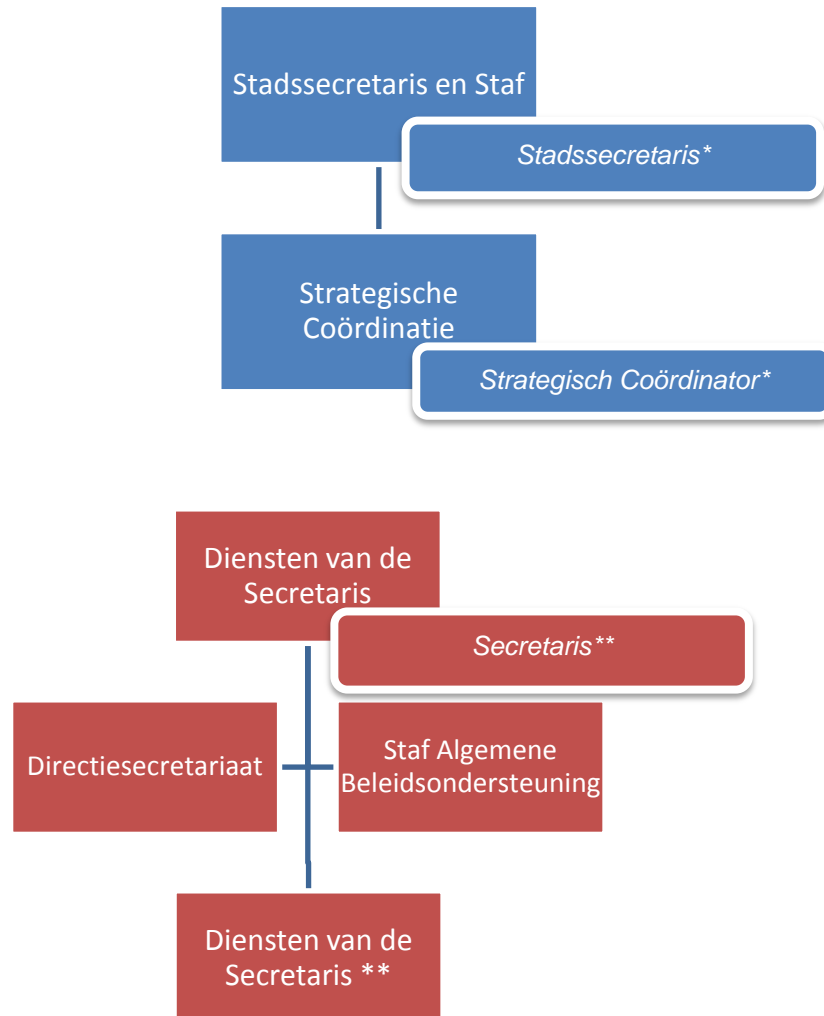 Stadssecretaris en Staf
Stadssecretaris*
Strategische
Coördinatie
Strategisch Coördinator*
Diensten van de
Secretaris
Secretaris**
Directiesecretariaat
Staf Algemene
Beleidsondersteuning
Diensten van de
Secretaris **